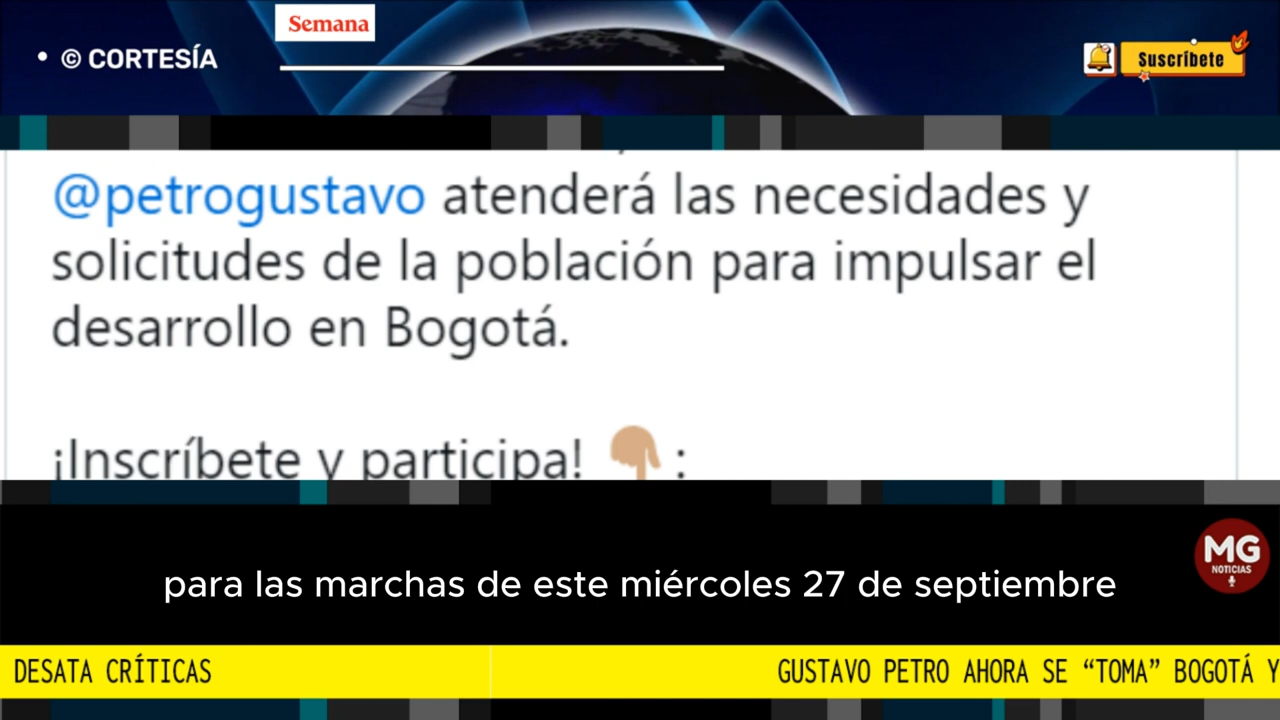 Semana
• © CORTESÍA
Suscríbete
@petrogustavo atenderá las necesidades y
solicitudes de la población para impulsar el
desarrollo en Bogotá.
¡Inscríbete y participa! 👇🏽 :
MG
NOTICIAS
para las marchas de este miércoles 27 de septiembre
DESATA CRÍTICAS
GUSTAVO PETRO AHORA SE “TOMA” BOGOTÁ Y